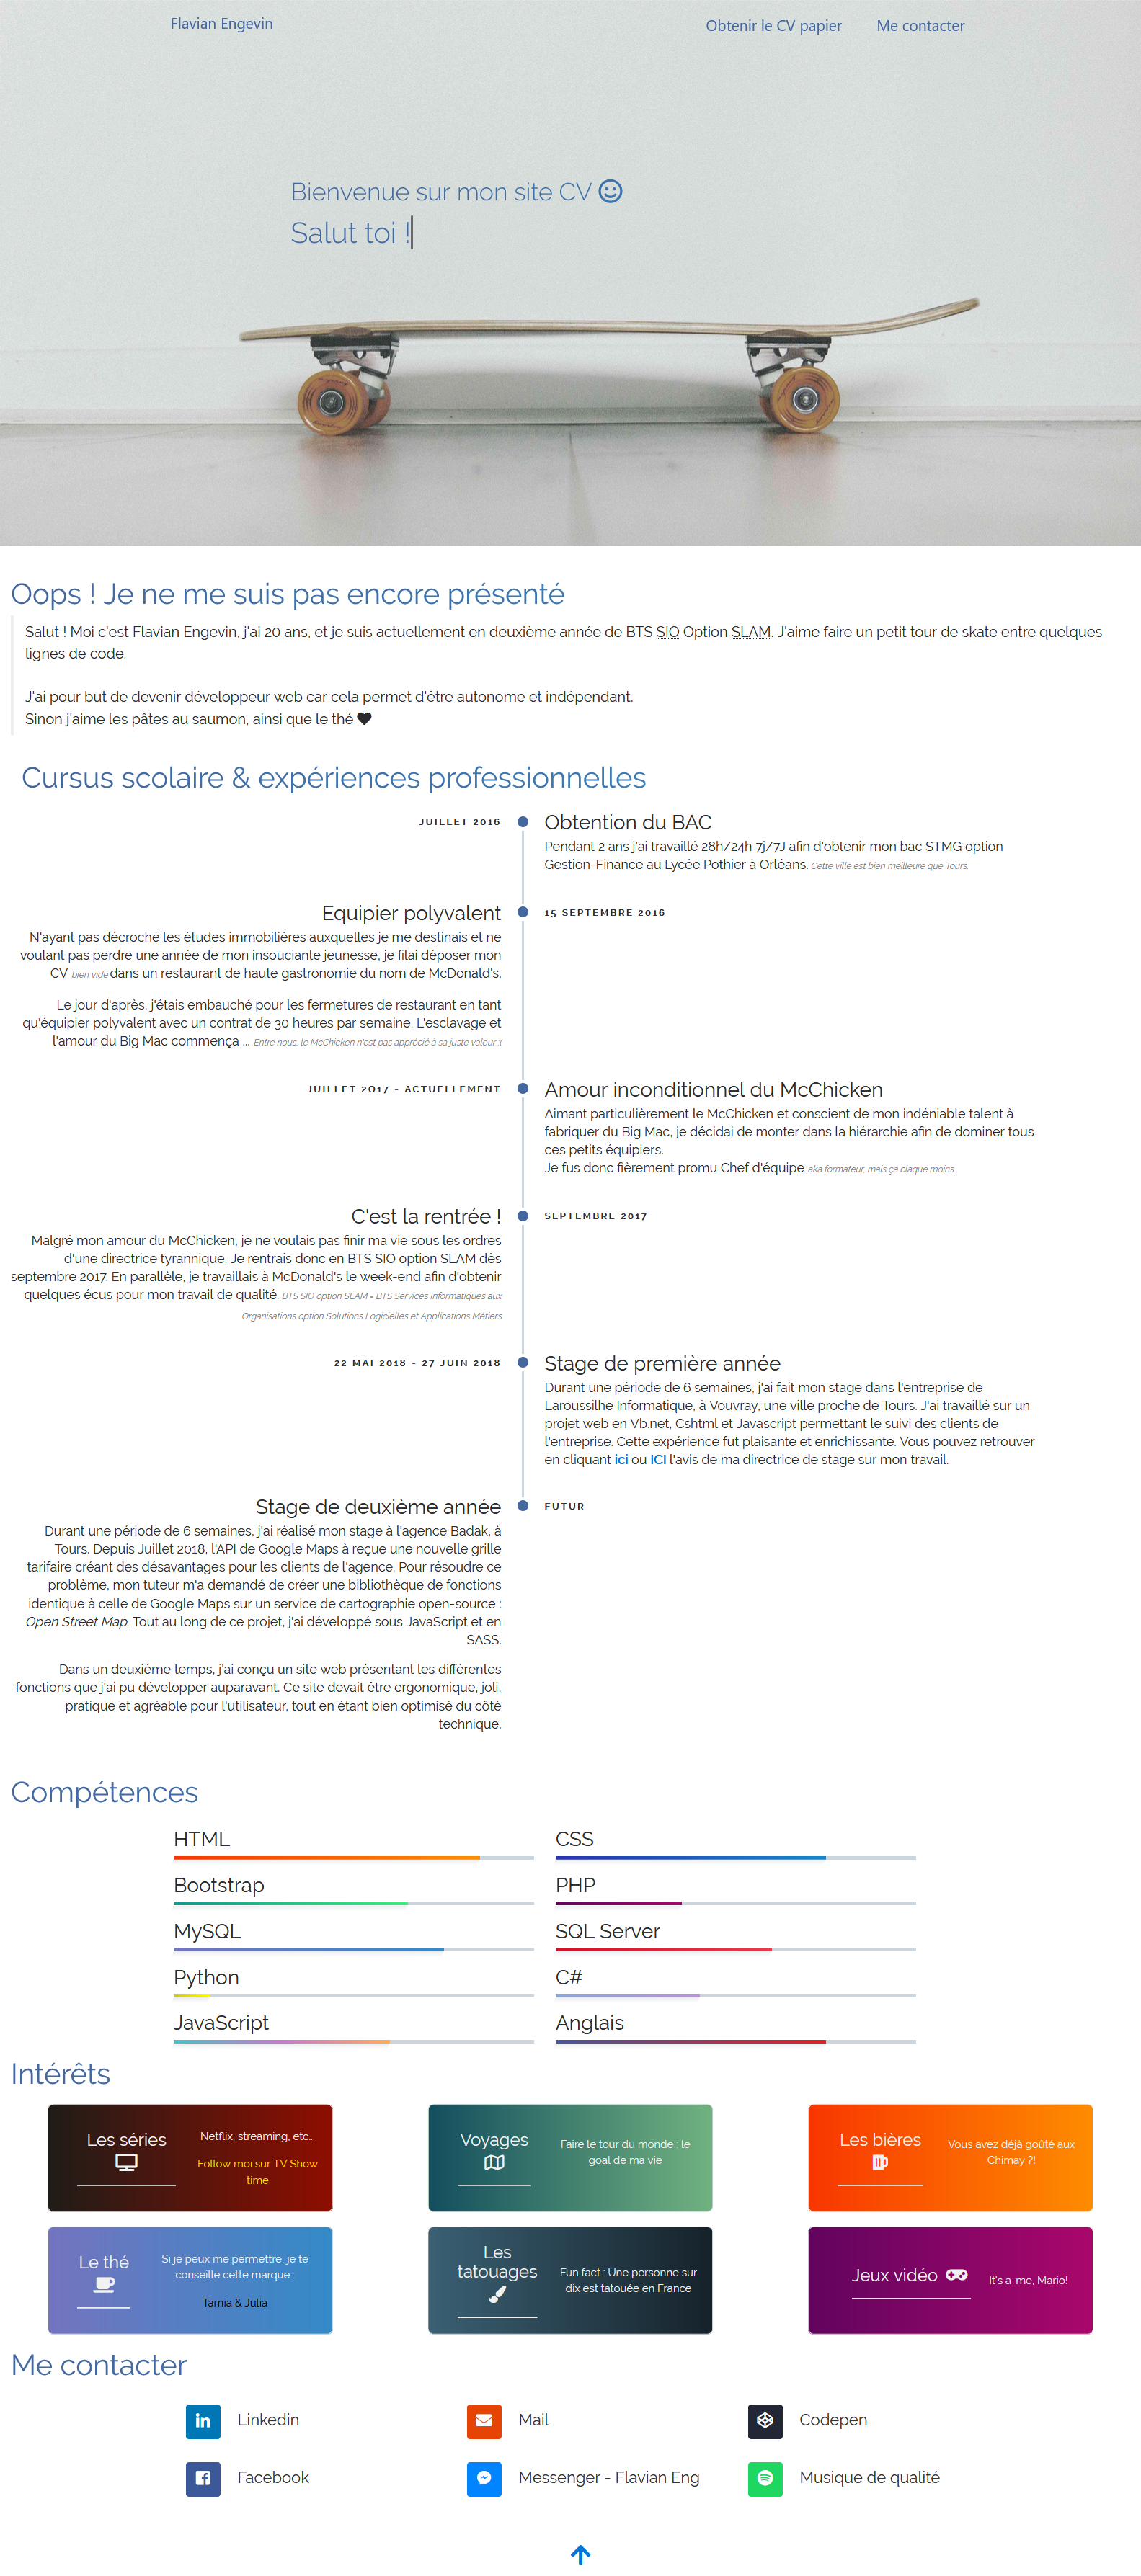 Flavian Engevin
Obtenir le CV papier
Me contacter
Bienvenue sur mon site CV
Salut toi !
Oops ! Je ne me suis pas encore présenté
Salut ! Moi c'est Flavian Engevin, j'ai 20 ans, et je suis actuellement en deuxième année de BTS SIO Option SLAM. J'aime faire un petit tour de skate entre quelques
lignes de code.
J'ai pour but de devenir développeur web car cela permet d'être autonome et indépendant.
Sinon j'aime les pâtes au saumon, ainsi que le thé
Cursus scolaire & expériences professionnelles
JUILLET 2016
Obtention du BAC
Pendant 2 ans j'ai travaillé 28h/24h 7j/7J afin d'obtenir mon bac STMG option
Gestion-Finance au Lycée Pothier à Orléans. Cette ville est bien meilleure que Tours.
Equipier polyvalent
15 SEPTEMBRE 2016
N'ayant pas décroché les études immobilières auxquelles je me destinais et ne
voulant pas perdre une année de mon insouciante jeunesse, je filai déposer mon
CV bien vide dans un restaurant de haute gastronomie du nom de McDonald's.
Le jour d'après, j'étais embauché pour les fermetures de restaurant en tant
qu'équipier polyvalent avec un contrat de 30 heures par semaine. L'esclavage et
l'amour du Big Mac commença ... Entre nous, le McChicken n'est pas apprécié à sa juste valeur :(
JUILLET 2017 - ACTUELLEMENT
Amour inconditionnel du McChicken
Aimant particulièrement le McChicken et conscient de mon indéniable talent à
fabriquer du Big Mac, je décidai de monter dans la hiérarchie afin de dominer tous
ces petits équipiers.
Je fus donc fièrement promu Chef d'équipe aka formateur, mais ça claque moins.
C'est la rentrée !
SEPTEMBRE 2017
Malgré mon amour du McChicken, je ne voulais pas finir ma vie sous les ordres
d'une directrice tyrannique. Je rentrais donc en BTS SIO option SLAM dès
septembre 2017. En parallèle, je travaillais à McDonald's le week-end afin d'obtenir
quelques écus pour mon travail de qualité. BTS SIO option SLAM = BTS Services Informatiques aux
Organisations option Solutions Logicielles et Applications Métiers
22 MAI 2018 - 27 JUIN 2018
Stage de première année
Durant une période de 6 semaines, j'ai fait mon stage dans l'entreprise de
Laroussilhe Informatique, à Vouvray, une ville proche de Tours. J'ai travaillé sur un
projet web en Vb.net, Cshtml et Javascript permettant le suivi des clients de
l'entreprise. Cette expérience fut plaisante et enrichissante. Vous pouvez retrouver
en cliquant ici ou ICI l'avis de ma directrice de stage sur mon travail.
Stage de deuxième année
FUTUR
Durant une période de 6 semaines, j'ai réalisé mon stage à l'agence Badak, à
Tours. Depuis Juillet 2018, l'API de Google Maps à reçue une nouvelle grille
tarifaire créant des désavantages pour les clients de l'agence. Pour résoudre ce
problème, mon tuteur m'a demandé de créer une bibliothèque de fonctions
identique à celle de Google Maps sur un service de cartographie open-source :
Open Street Map. Tout au long de ce projet, j'ai développé sous JavaScript et en
SASS.
Dans un deuxième temps, j'ai conçu un site web présentant les différentes
fonctions que j'ai pu développer auparavant. Ce site devait être ergonomique, joli,
pratique et agréable pour l'utilisateur, tout en étant bien optimisé du côté
technique.
Compétences
HTML
CSS
Bootstrap
PHP
MySQL
SQL Server
Python
C#
JavaScript
Anglais
Intérêts
Les séries
Netflix, streaming, etc...
Follow moi sur TV Show
time
Voyages
Faire le tour du monde : le
goal de ma vie
Les bières
Vous avez déjà goûté aux
Chimay ?!
Le thé
Si je peux me permettre, je te
conseille cette marque :
Tamia & Julia
Les
tatouages
Fun fact : Une personne sur
dix est tatouée en France
Jeux vidéo
It's a-me, Mario!
Me contacter
Linkedin
Mail
Codepen
Facebook
Messenger - Flavian Eng
Musique de qualité